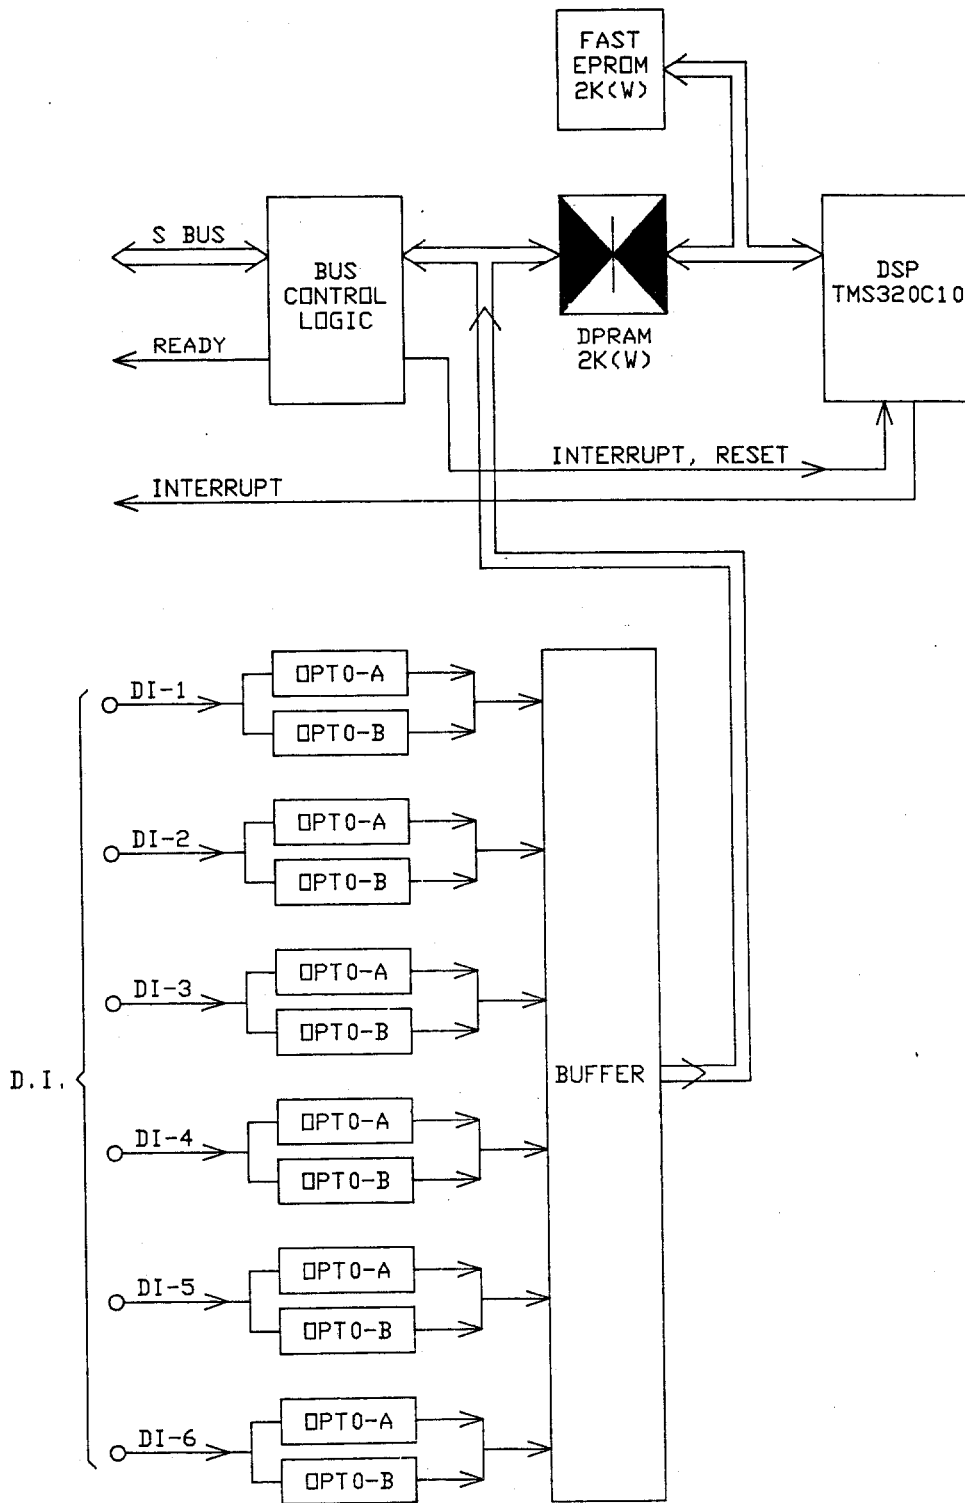 FAST
EPROM
2K(W)
S BUS
BUS
CONTROL
LOGIC
DSP
TMS320C10
DPRAM
2K(W)
READY
INTERRUPT, RESET
INTERRUPT
DI-1
OPTO-A
OPTO-B
DI-2
OPTO-A
OPTO-B
DI-3
OPTO-A
OPTO-B
D.I.
BUFFER
DI-4
OPTO-A
OPTO-B
DI-5
OPTO-A
OPTO-B
DI-6
OPTO-A
OPTO-B